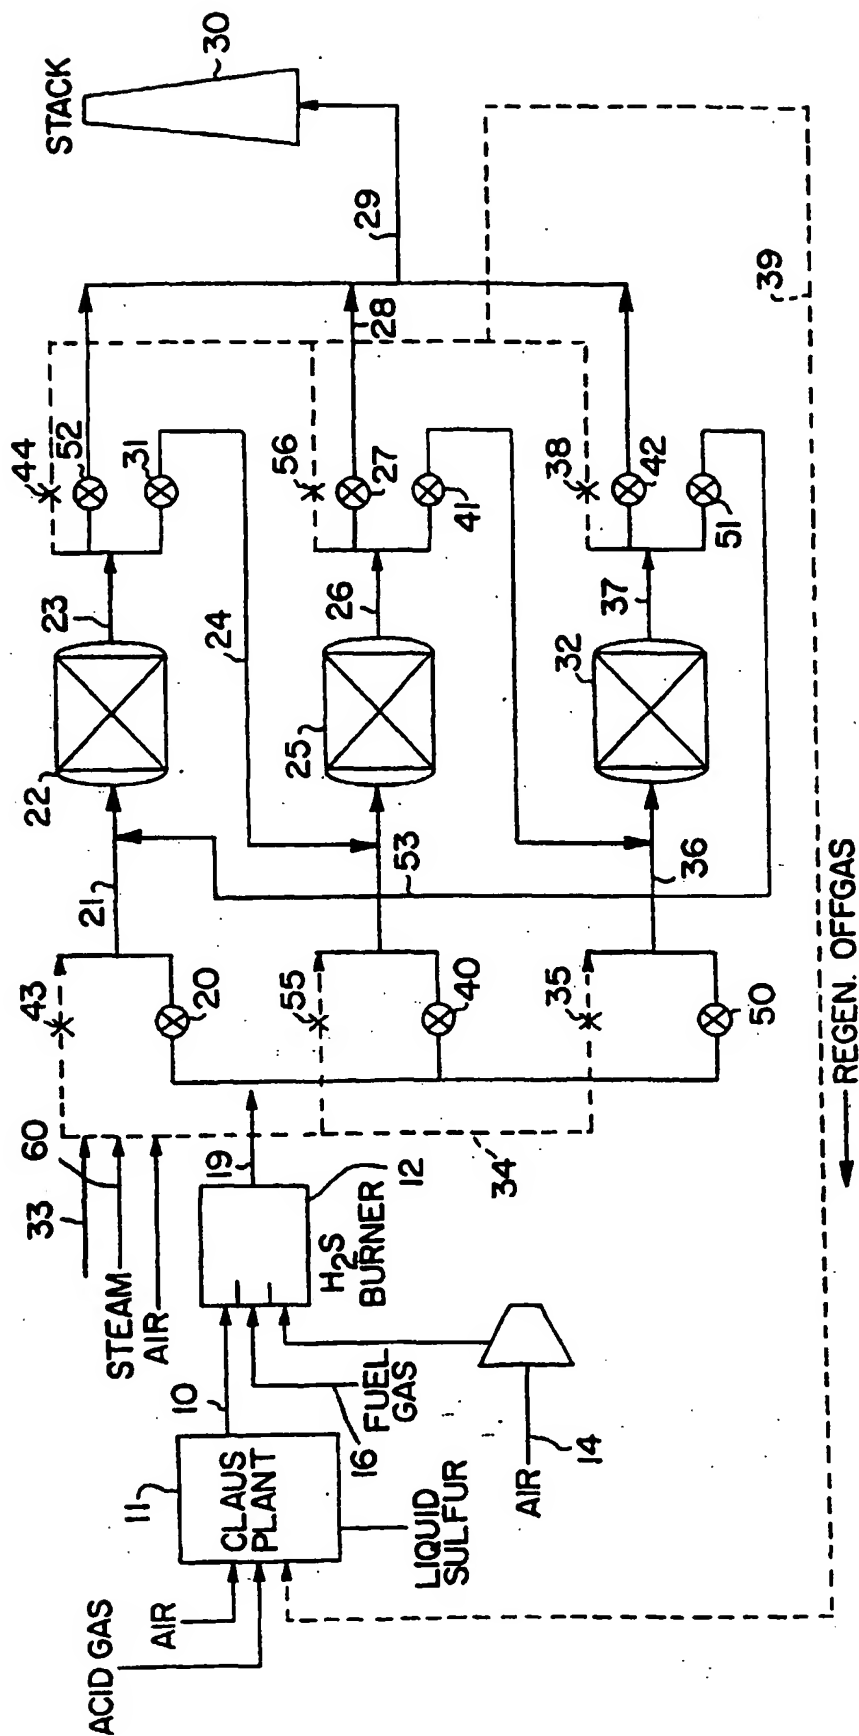 ACID GAS
AIR
11
CLAUS
PLANT
LIQUID
SULFUR
10
16
FUEL
GAS
AIR
14
33
60
STEAM
AIR
19
H2S
BURNER
12
34
43
20
55
40
35
50
21
53
36
22
25
32
23
24
26
37
44
52
31
56
27
41
38
42
51
28
29
39
STACK
30
REGEN. OFFGAS